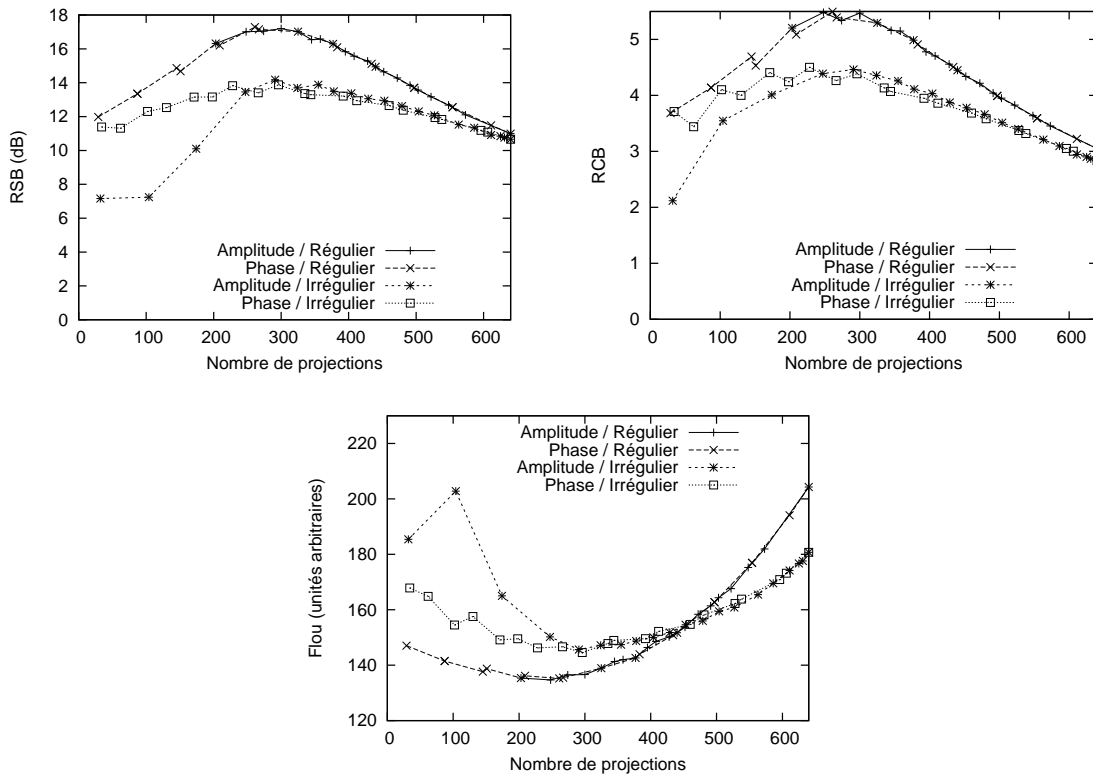 18
16
14
12
10
8
6
4
2
0
RSB (dB)
0 100 200 300 400 500 600
Nombre de projections
Amplitude / Régulier
Phase / Régulier
Amplitude / Irrégulier
Phase / Irrégulier
5
4
3
2
1
0
RCB
0 100 200 300 400 500 600
Nombre de projections
Amplitude / Régulier
Phase / Régulier
Amplitude / Irrégulier
Phase / Irrégulier
220
200
180
160
140
120
Flou (unités arbitraires)
0 100 200 300 400 500 600
Nombre de projections
Amplitude / Régulier
Phase / Régulier
Amplitude / Irrégulier
Phase / Irrégulier